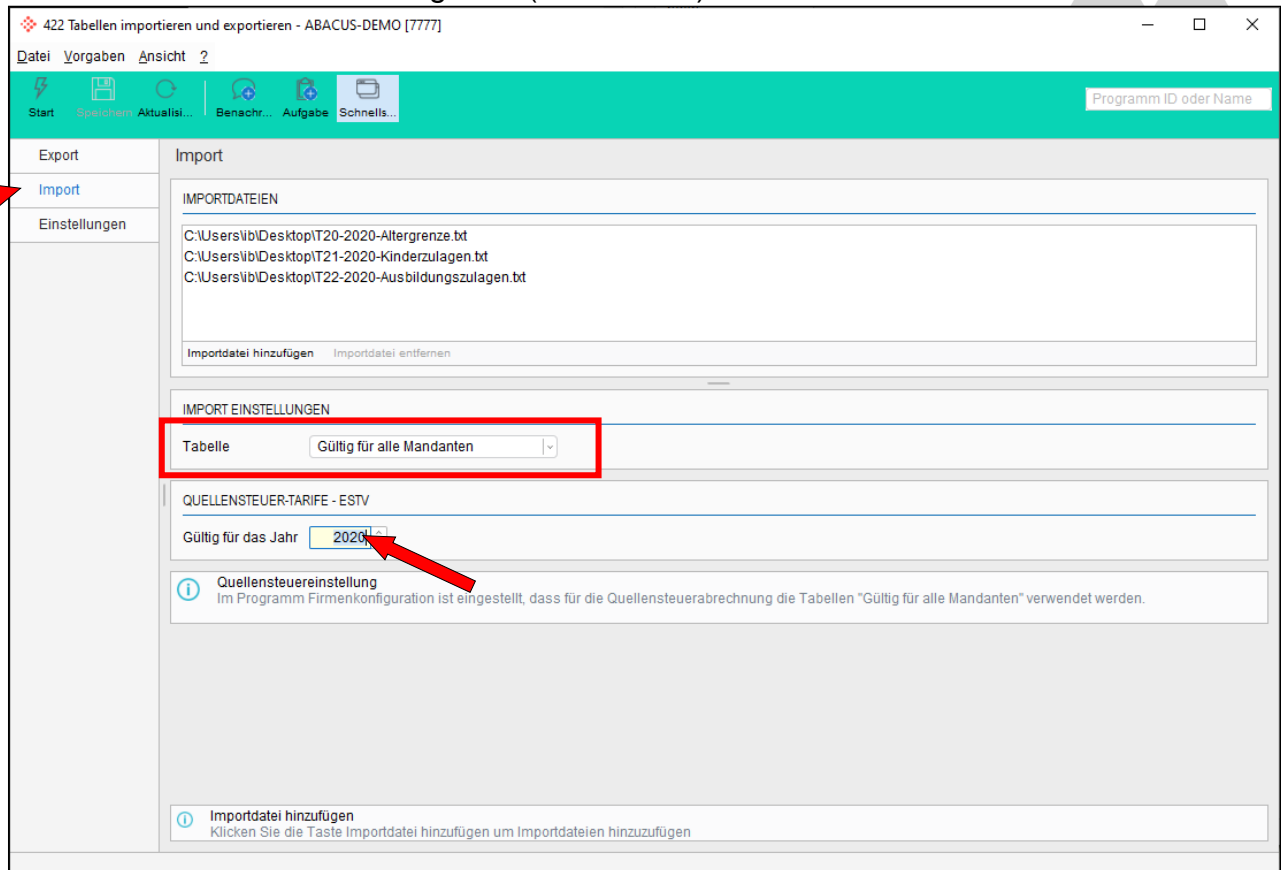 422 Tabellen importieren und exportieren - ABACUS-DEMO [7777]
Datei Vorgaben Ansicht ?
Start Speichern Aktualisi... Benachr... Aufgabe Schnells...
Programm ID oder Name
Export
Import
Einstellungen
Import
IMPORTDATEIEN
C:\Users\ib\Desktop\T20-2020-Altergrenze.txt
C:\Users\ib\Desktop\T21-2020-Kinderzulagen.txt
C:\Users\ib\Desktop\T22-2020-Ausbildungszulagen.txt
Importdatei hinzufügen Importdatei entfernen
IMPORT EINSTELLUNGEN
Tabelle Gültig für alle Mandanten
QUELLENSTEUER-TARIFE - ESTV
Gültig für das Jahr 2020
Quellensteuereinstellung
Im Programm Firmenkonfiguration ist eingestellt, dass für die Quellensteuerabrechnung die Tabellen "Gültig für alle Mandanten" verwendet werden.
Importdatei hinzufügen
Klicken Sie die Taste Importdatei hinzufügen um Importdateien hinzuzufügen